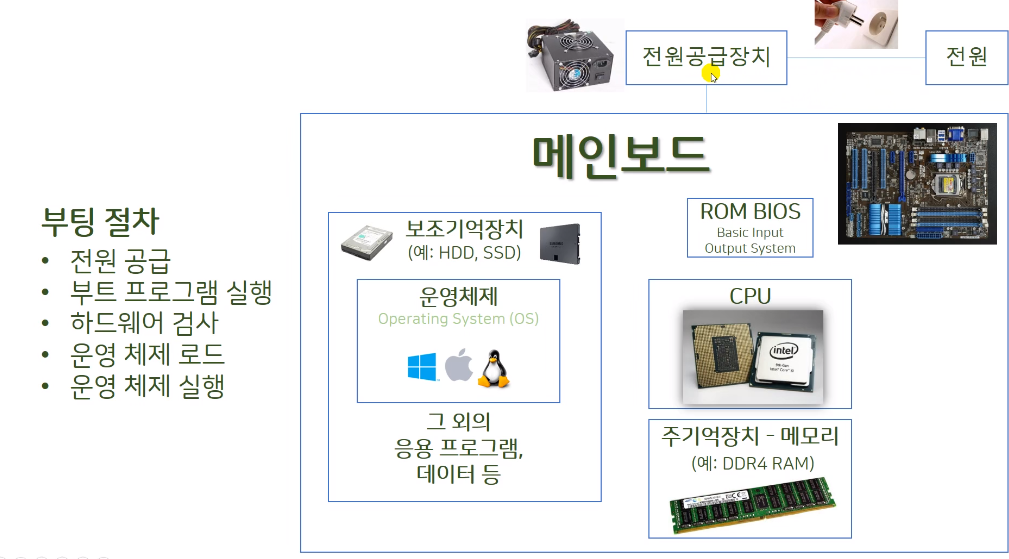 전원공급장치
전원
메인보드
부팅 절차
• 전원 공급
• 부트 프로그램 실행
• 하드웨어 검사
• 운영 체제 로드
• 운영 체제 실행
보조기억장치
(예: HDD, SSD)
운영체제
Operating System (OS)
그 외의
응용 프로그램,
데이터 등
ROM BIOS
Basic Input
Output System
CPU
intel
주기억장치 - 메모리
(예: DDR4 RAM)